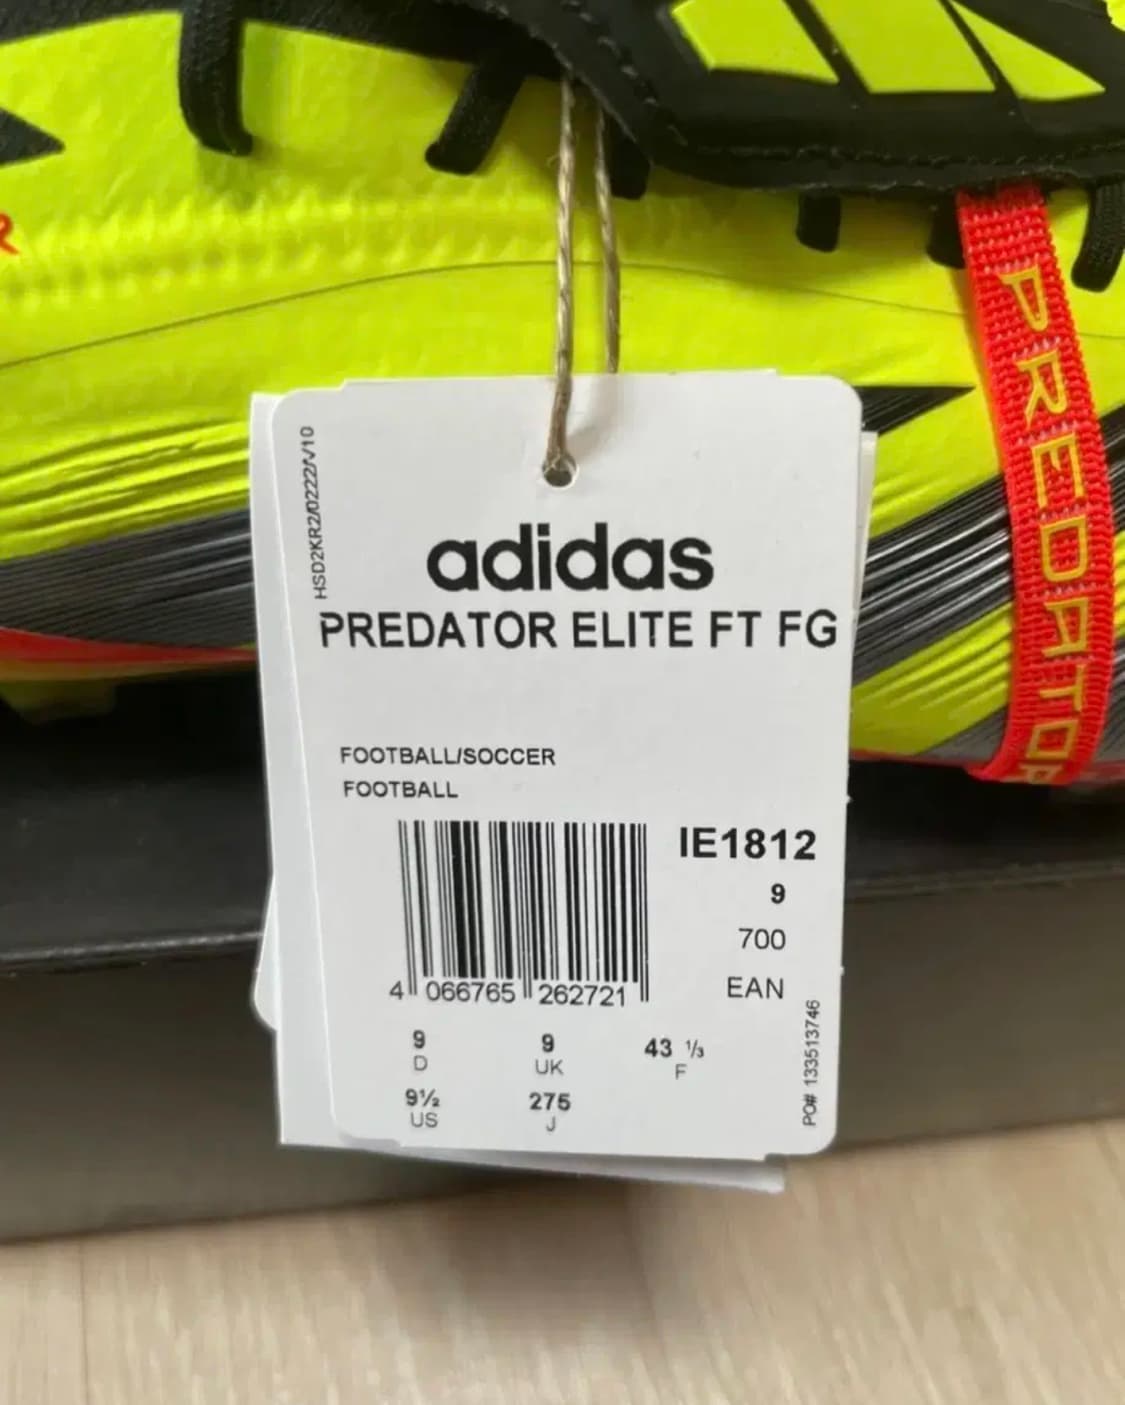 PREDATOR
HSD2KR2/0222/V10
adidas
PREDATOR ELITE FT FG
FOOTBALL/SOCCER
FOOTBALL
IE1812
9
700
EAN
4 066765 262721
9 9 43 1/3
D UK F
9½ 275
US J
PO# 133513746